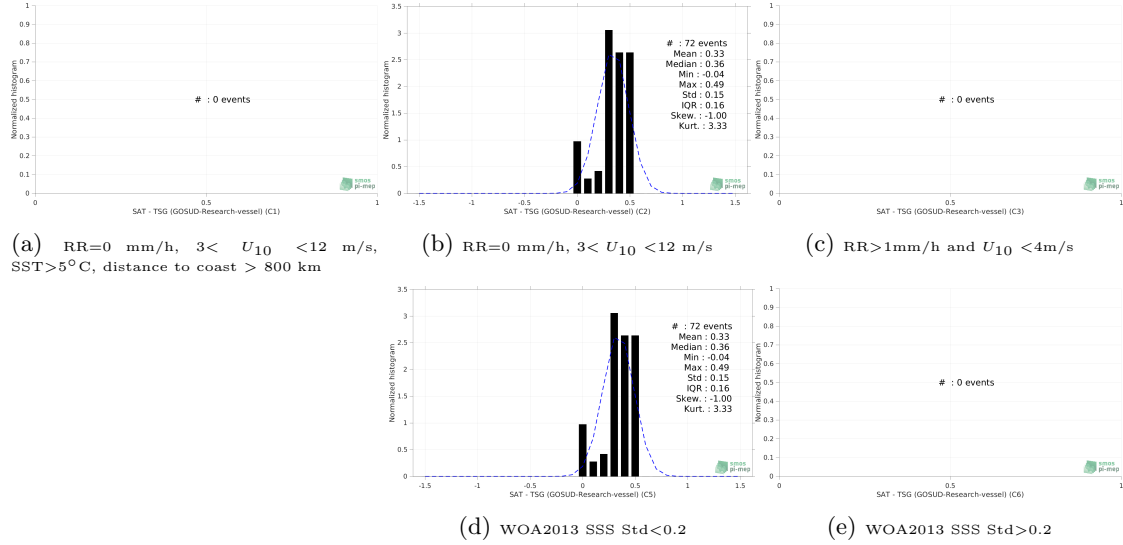 1
0.9
0.8
0.7
0.6
0.5
0.4
0.3
0.2
0.1
0
Normalized histogram
# : 0 events
0
0.5
1
SAT - TSG (GOSUD-Research-vessel) (C1)
smos
pi-mep
(a) RR=0 mm/h, 3< U10 <12 m/s,
SST>5°C, distance to coast > 800 km
3.5
3
2.5
2
1.5
1
0.5
0
Normalized histogram
# : 72 events
Mean : 0.33
Median : 0.36
Min : -0.04
Max : 0.49
Std : 0.15
IQR : 0.16
Skew. : -1.00
Kurt. : 3.33
-1.5
-1
-0.5
0
0.5
1
1.5
SAT - TSG (GOSUD-Research-vessel) (C2)
smos
pi-mep
(b) RR=0 mm/h, 3< U10 <12 m/s
1
0.9
0.8
0.7
0.6
0.5
0.4
0.3
0.2
0.1
0
Normalized histogram
# : 0 events
0
0.5
1
SAT - TSG (GOSUD-Research-vessel) (C3)
smos
pi-mep
(c) RR>1mm/h and U10 <4m/s
3.5
3
2.5
2
1.5
1
0.5
0
Normalized histogram
# : 72 events
Mean : 0.33
Median : 0.36
Min : -0.04
Max : 0.49
Std : 0.15
IQR : 0.16
Skew. : -1.00
Kurt. : 3.33
-1.5
-1
-0.5
0
0.5
1
1.5
SAT - TSG (GOSUD-Research-vessel) (C5)
smos
pi-mep
(d) WOA2013 SSS Std<0.2
1
0.9
0.8
0.7
0.6
0.5
0.4
0.3
0.2
0.1
0
Normalized histogram
# : 0 events
0
0.5
1
SAT - TSG (GOSUD-Research-vessel) (C6)
smos
pi-mep
(e) WOA2013 SSS Std>0.2